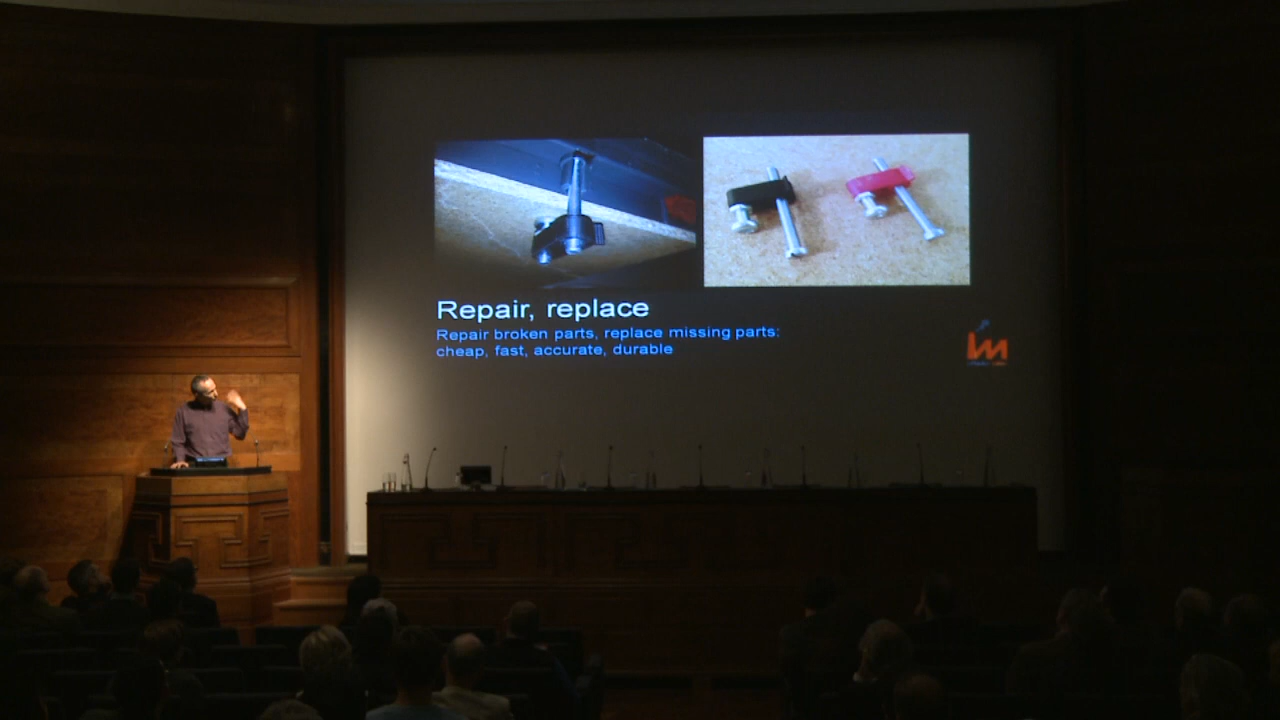 Repair, replace
Repair broken parts, replace missing parts:
cheap, fast, accurate, durable